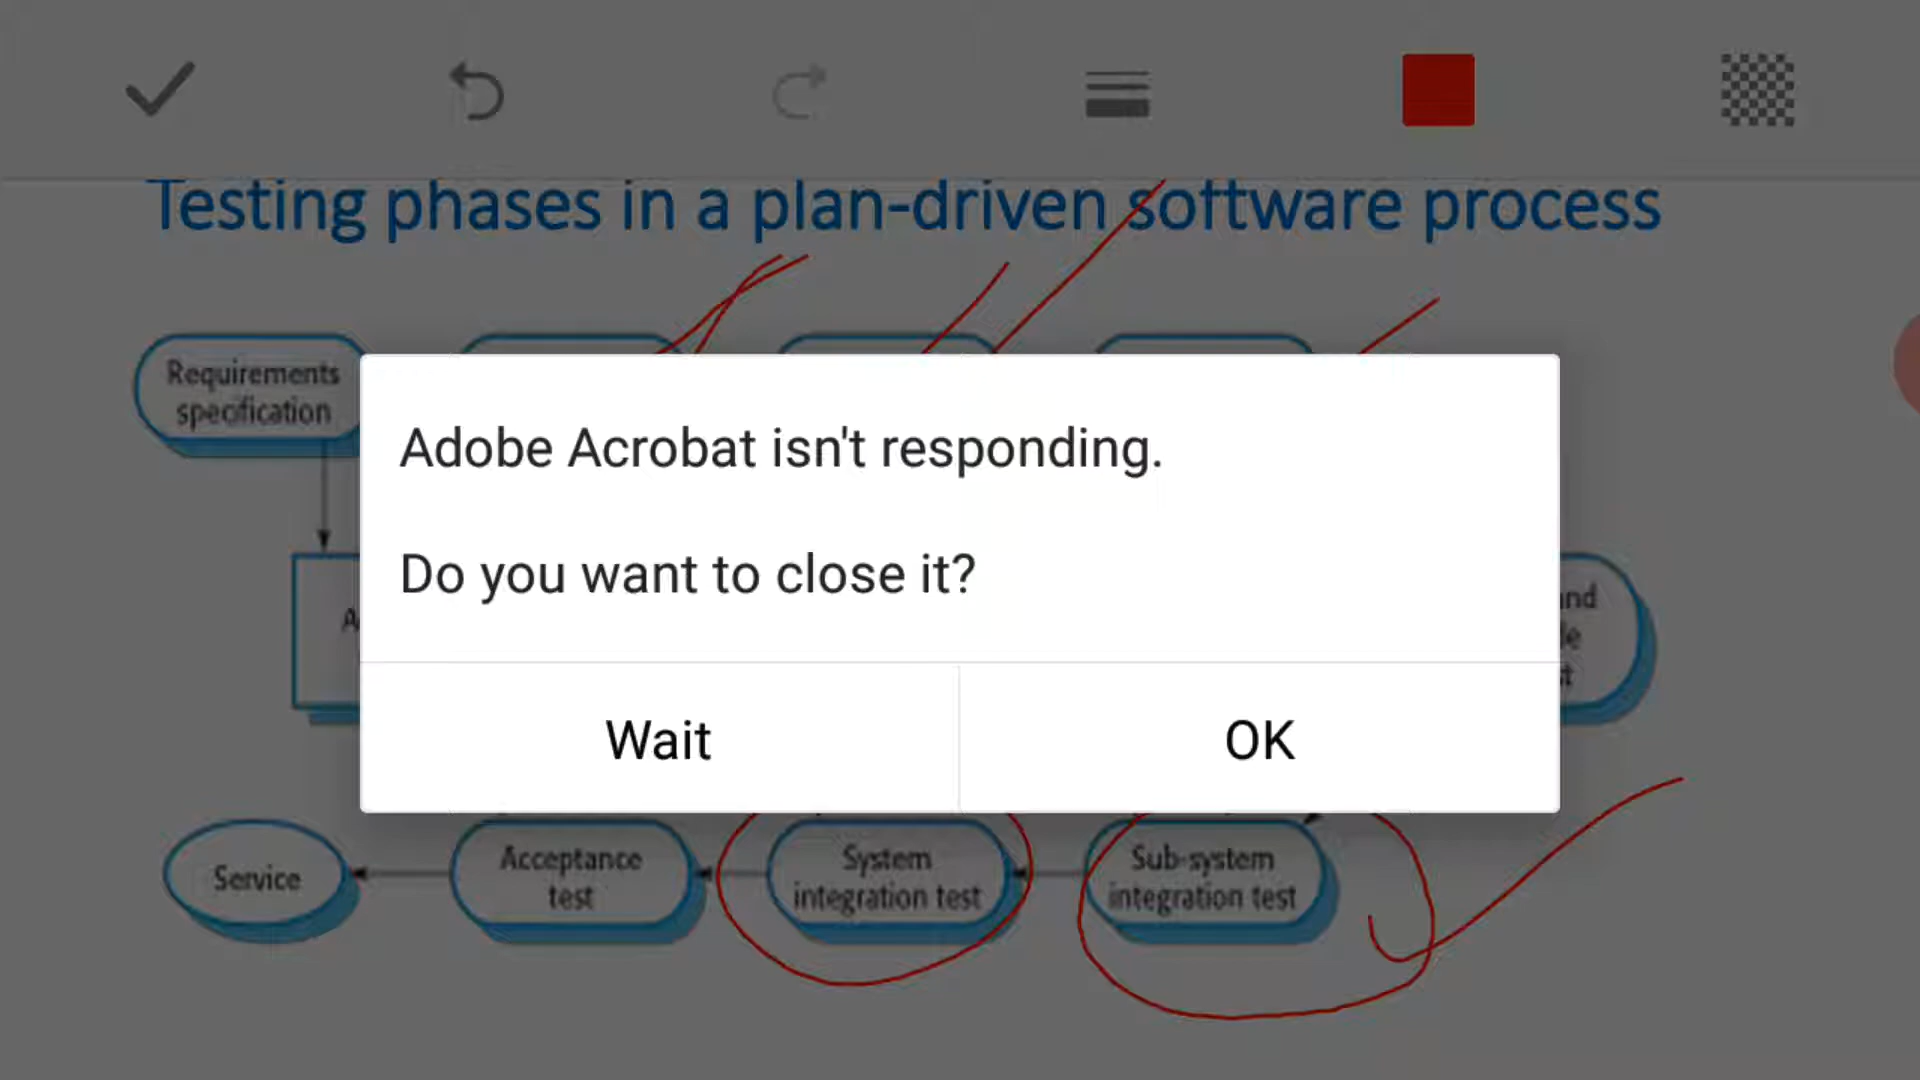 Testing phases in a plan-driven software process
Requirements
specification
Adobe Acrobat isn't responding.
Do you want to close it?
Wait
OK
Service
Acceptance
test
System
integration test
Sub-system
integration test